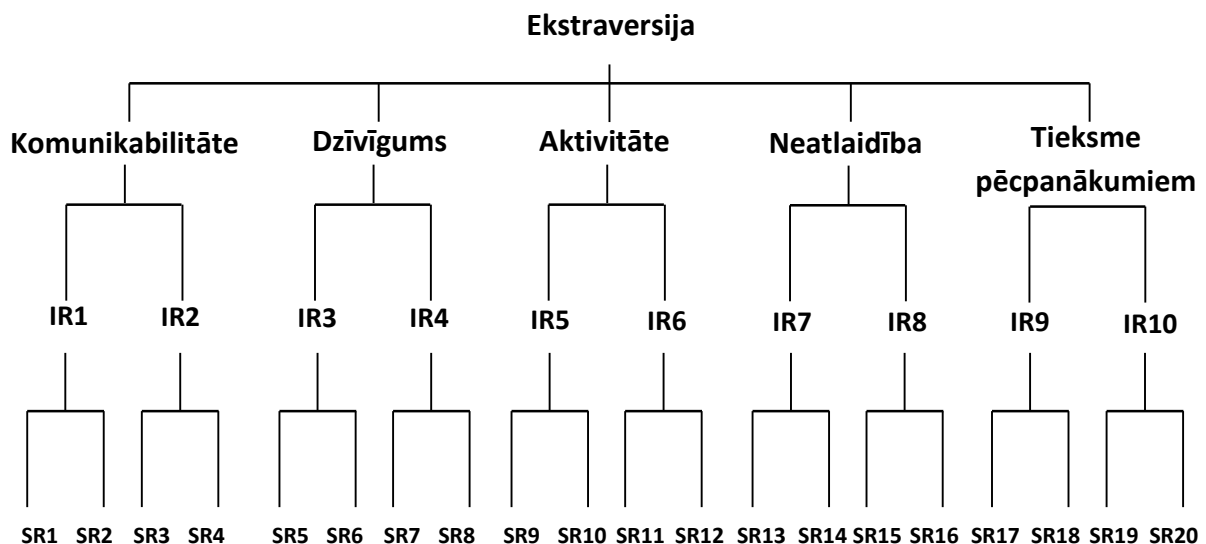 Ekstraversija
Komunikabilitāte Dzīvīgums Aktivitāte Neatlaidība Tieksme
pēcpanākumiem
IR1 IR2 IR3 IR4 IR5 IR6 IR7 IR8 IR9 IR10
SR1 SR2 SR3 SR4 SR5 SR6 SR7 SR8 SR9 SR10 SR11 SR12 SR13 SR14 SR15 SR16 SR17 SR18 SR19 SR20